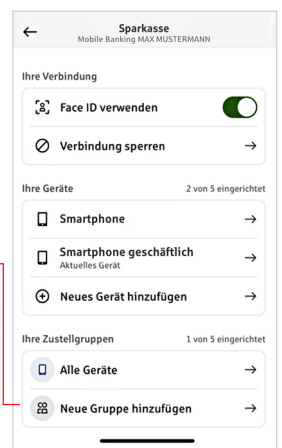 Sparkasse
Mobile Banking MAX MUSTERMANN
Ihre Verbindung
Face ID verwenden
Verbindung sperren
Ihre Geräte 2 von 5 eingerichtet
Smartphone
Smartphone geschäftlich
Aktuelles Gerät
Neues Gerät hinzufügen
Ihre Zustellgruppen 1 von 5 eingerichtet
Alle Geräte
Neue Gruppe hinzufügen